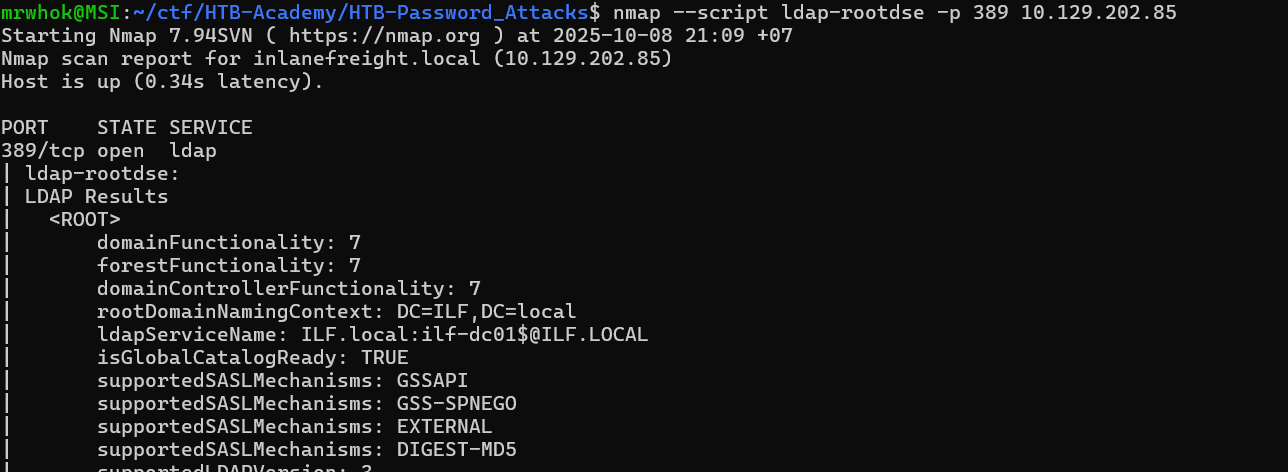 mrwhok@MSI:~/ctf/HTB-Academy/HTB-Password_Attacks$ nmap --script ldap-rootdse -p 389 10.129.202.85
Starting Nmap 7.94SVN ( https://nmap.org ) at 2025-10-08 21:09 +07
Nmap scan report for inlanefreight.local (10.129.202.85)
Host is up (0.34s latency).

PORT    STATE SERVICE
389/tcp open  ldap
| ldap-rootdse:
| LDAP Results
|   <ROOT>
|       domainFunctionality: 7
|       forestFunctionality: 7
|       domainControllerFunctionality: 7
|       rootDomainNamingContext: DC=ILF,DC=local
|       ldapServiceName: ILF.local:ilf-dc01$@ILF.LOCAL
|       isGlobalCatalogReady: TRUE
|       supportedSASLMechanisms: GSSAPI
|       supportedSASLMechanisms: GSS-SPNEGO
|       supportedSASLMechanisms: EXTERNAL
|       supportedSASLMechanisms: DIGEST-MD5
|       supportedLDAPVersion: 3